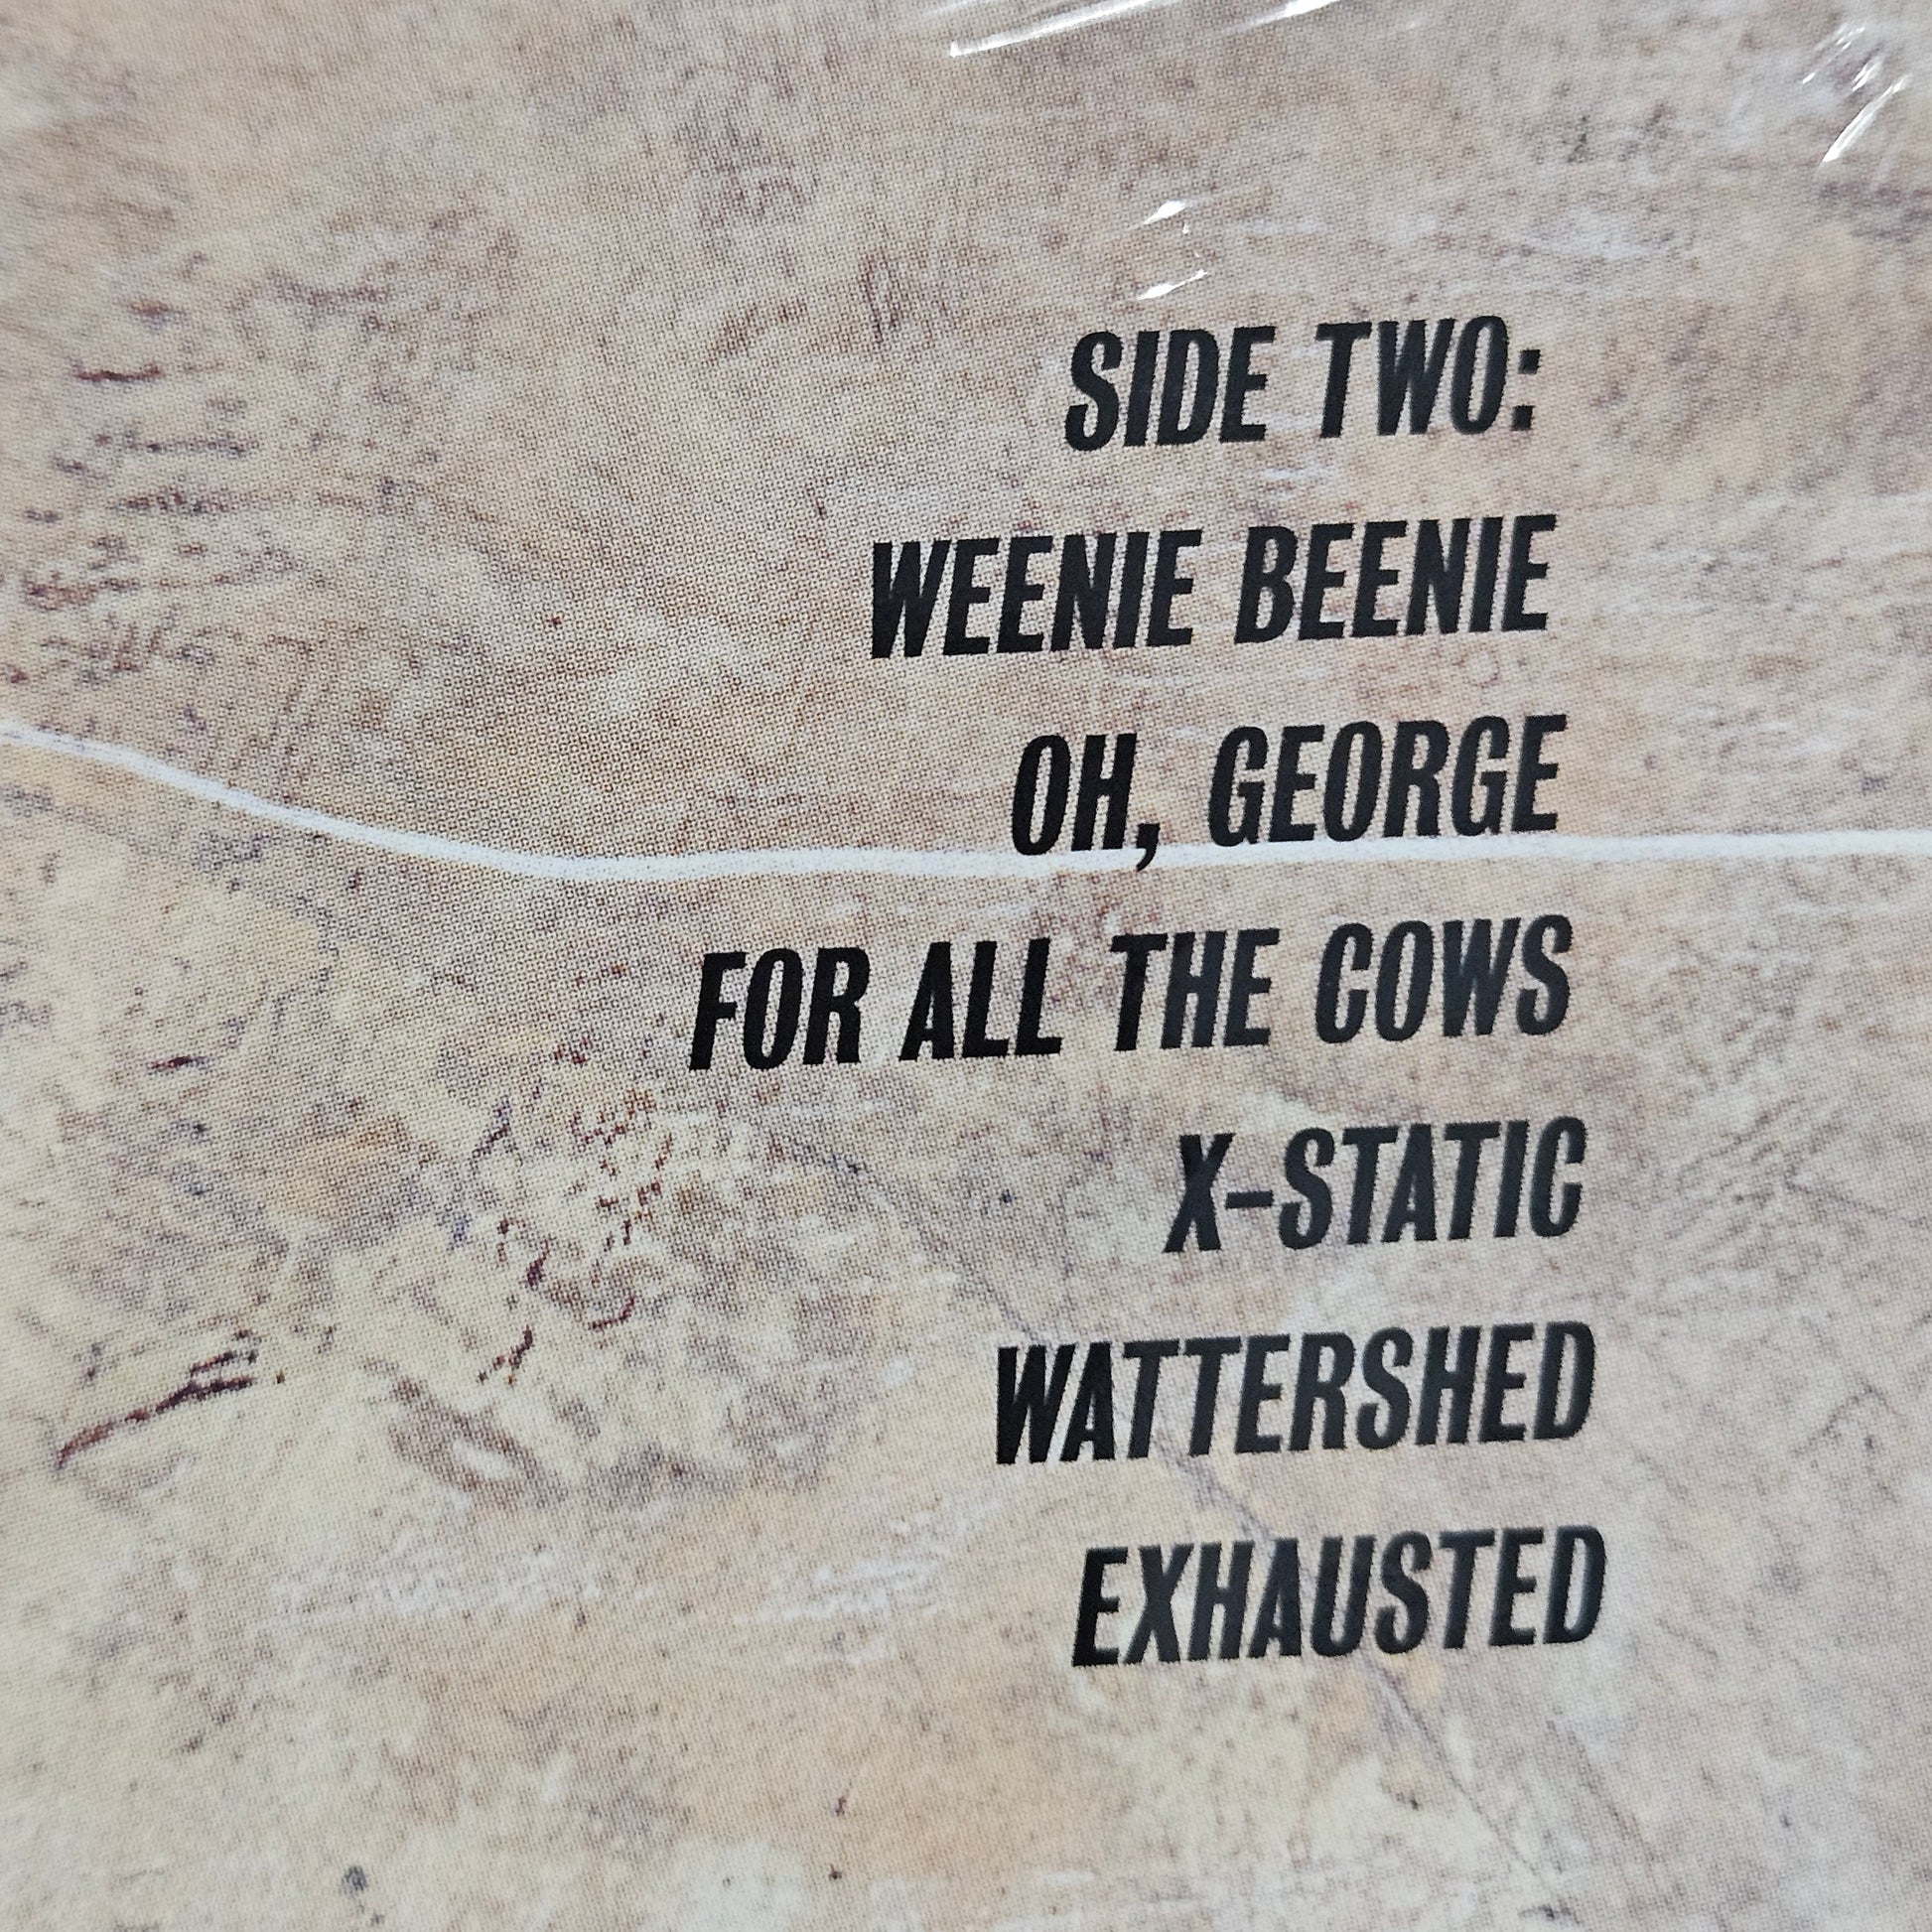 SIDE TWO:
WEENIE BEENIE
OH, GEORGE
FOR ALL THE COWS
X-STATIC
WATTERSHED
EXHAUSTED